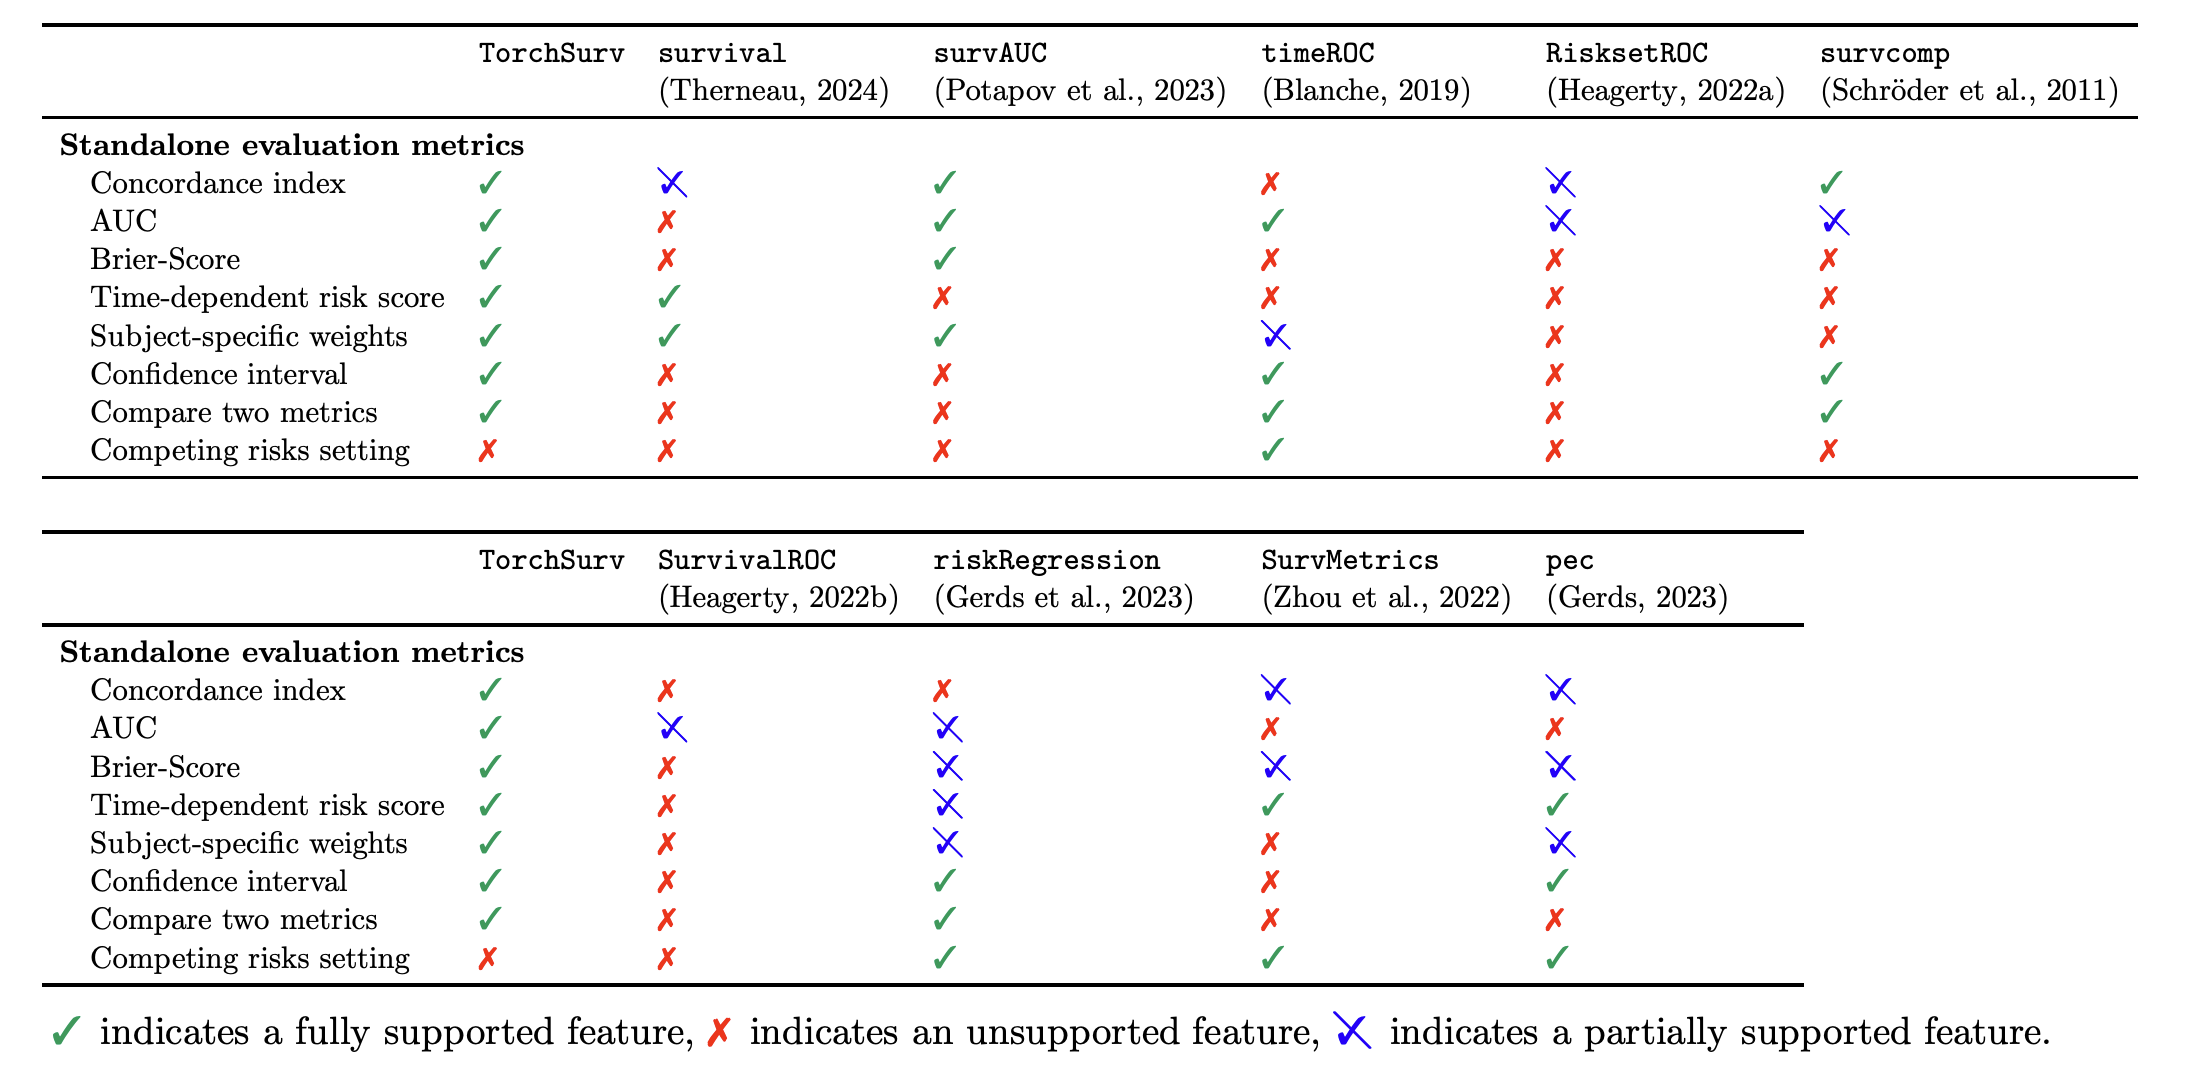 TorchSurv survival survAUC timeROC RisksetROC survcomp
(Therneau, 2024) (Potapov et al., 2023) (Blanche, 2019) (Heagerty, 2022a) (Schröder et al., 2011)
Standalone evaluation metrics
Concordance index ✓ ✓\ ✓ ✗ ✓\ ✓
AUC ✓ ✗ ✓ ✓ ✓\ ✓\
Brier-Score ✓ ✗ ✓ ✗ ✗ ✗
Time-dependent risk score ✓ ✓ ✗ ✗ ✗ ✗
Subject-specific weights ✓ ✓ ✓ ✓\ ✗ ✗
Confidence interval ✓ ✗ ✗ ✓ ✗ ✓
Compare two metrics ✓ ✗ ✗ ✓ ✗ ✓
Competing risks setting ✗ ✗ ✗ ✓ ✗ ✗
TorchSurv SurvivalROC riskRegression SurvMetrics pec
(Heagerty, 2022b) (Gerds et al., 2023) (Zhou et al., 2022) (Gerds, 2023)
Standalone evaluation metrics
Concordance index ✓ ✗ ✗ ✓\ ✓\
AUC ✓ ✓\ ✓\ ✗ ✗
Brier-Score ✓ ✗ ✓\ ✓\ ✓\
Time-dependent risk score ✓ ✗ ✓\ ✓ ✓
Subject-specific weights ✓ ✗ ✓\ ✗ ✓\
Confidence interval ✓ ✗ ✓ ✗ ✓
Compare two metrics ✓ ✗ ✓ ✗ ✗
Competing risks setting ✗ ✗ ✓ ✓ ✓
✓ indicates a fully supported feature, ✗ indicates an unsupported feature, ✓\ indicates a partially supported feature.